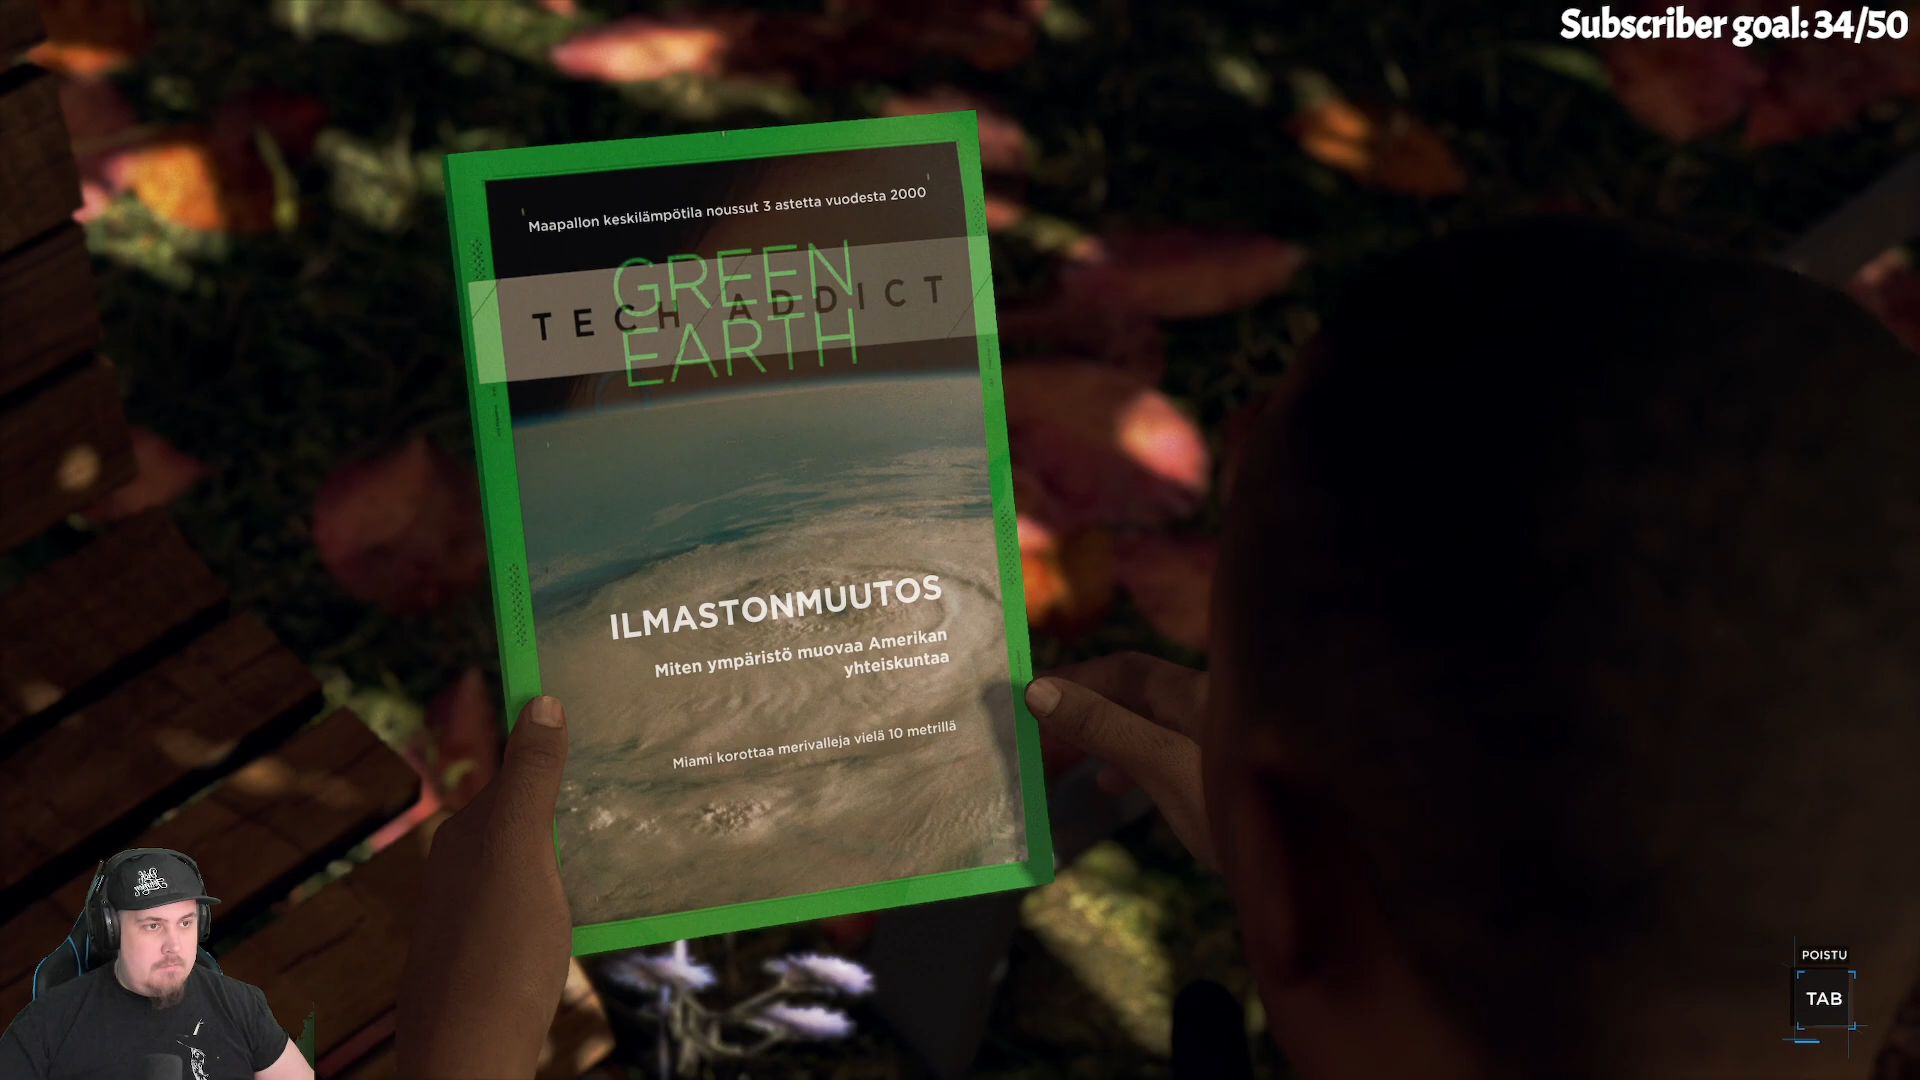 Subscriber goal: 34/50
Maapallon keskilämpötila noussut 3 astetta vuodesta 2000
GREEN
TECH ADDICT
EARTH
ILMASTONMUUTOS
Miten ympäristö muovaa Amerikan
yhteiskuntaa
Miami korottaa merivalleja vielä 10 metrillä
POISTU
TAB